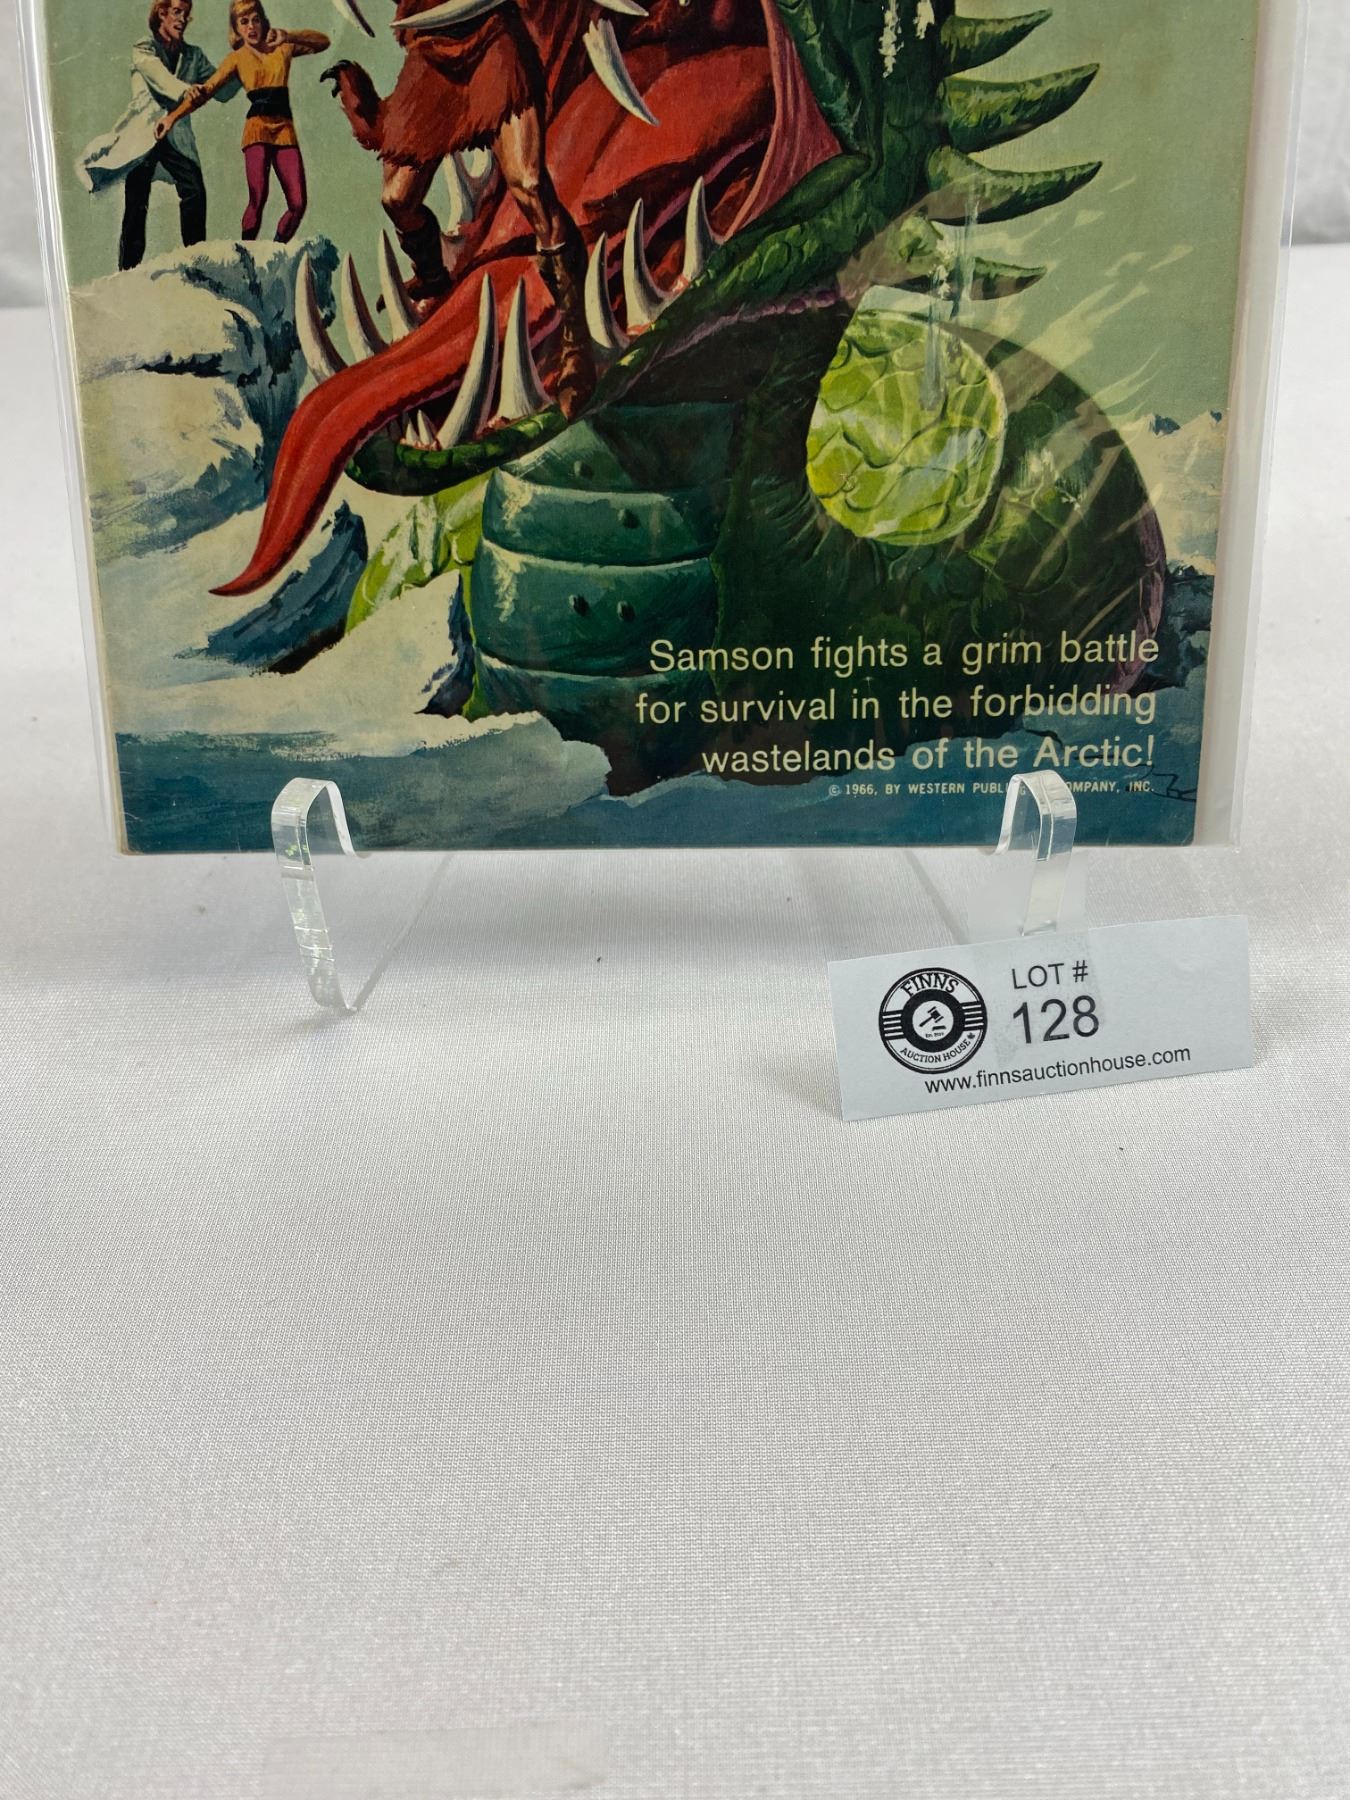 Samson fights a grim battle
for survival in the forbidding
wastelands of the Arctic!
© 1966, BY WESTERN PUBL G OMPANY, INC.
FINNS
AUCTION HOUSE
LOT #
128
www.finnsauctionhouse.com